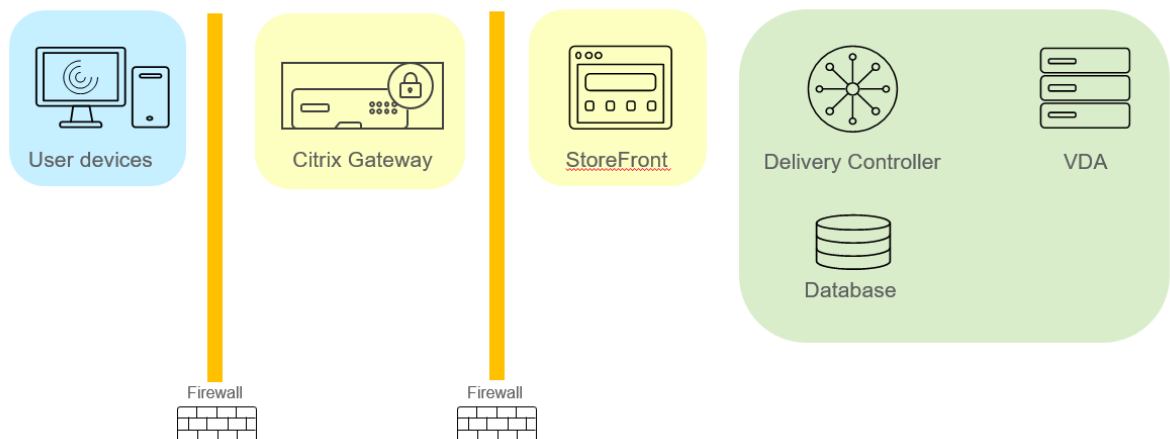 User devices
Citrix Gateway
StoreFront
Delivery Controller
VDA
Database
Firewall
Firewall